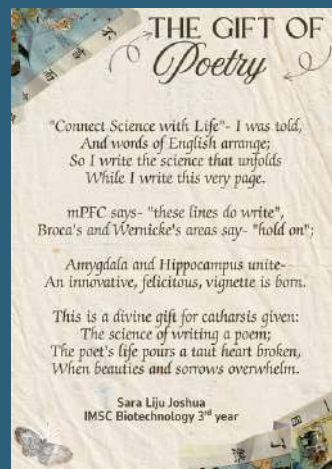 THE GIFT OF
Poetry
"Connect Science with Life"- I was told,
And words of English arrange;
So I write the science that unfolds
While I write this very page.
mPFC says- "these lines do write",
Broca's and Wernicke's areas say- "hold on";
Amygdala and Hippocampus unite-
An innovative, felicitous, vignette is born.
This is a divine gift for catharsis given:
The science of writing a poem;
The poet's life pours a taut heart broken,
When beauties and sorrows overwhelm.
Sara Liju Joshua
IMSC Biotechnology 3rd year